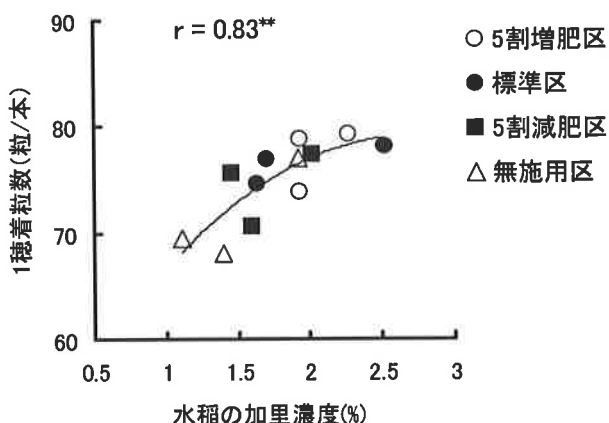 r = 0.83**
○ 5割増肥区
● 標準区
■ 5割減肥区
△ 無施用区
1穂着粒数(粒/本)
90
80
70
60
0.5 1 1.5 2 2.5 3
水稲の加里濃度(%)